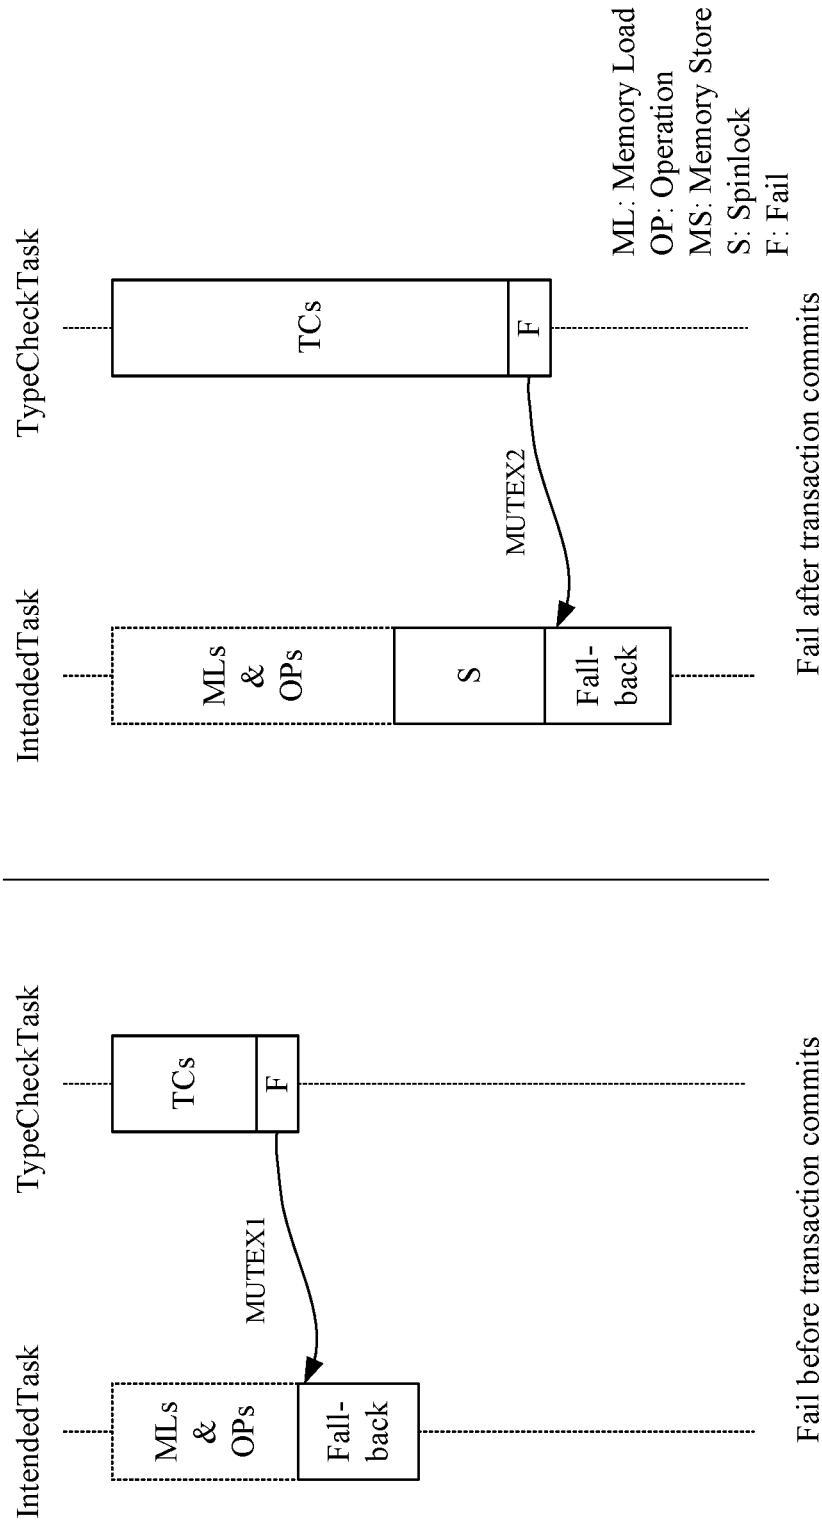 IntendedTask
TypeCheckTask
MLs
&
OPs
TCs
F
MUTEX1
Fall-
back
Fail before transaction commits
IntendedTask
TypeCheckTask
MLs
&
OPs
TCs
S
F
MUTEX2
Fall-
back
Fail after transaction commits
ML: Memory Load
OP: Operation
MS: Memory Store
S: Spinlock
F: Fail